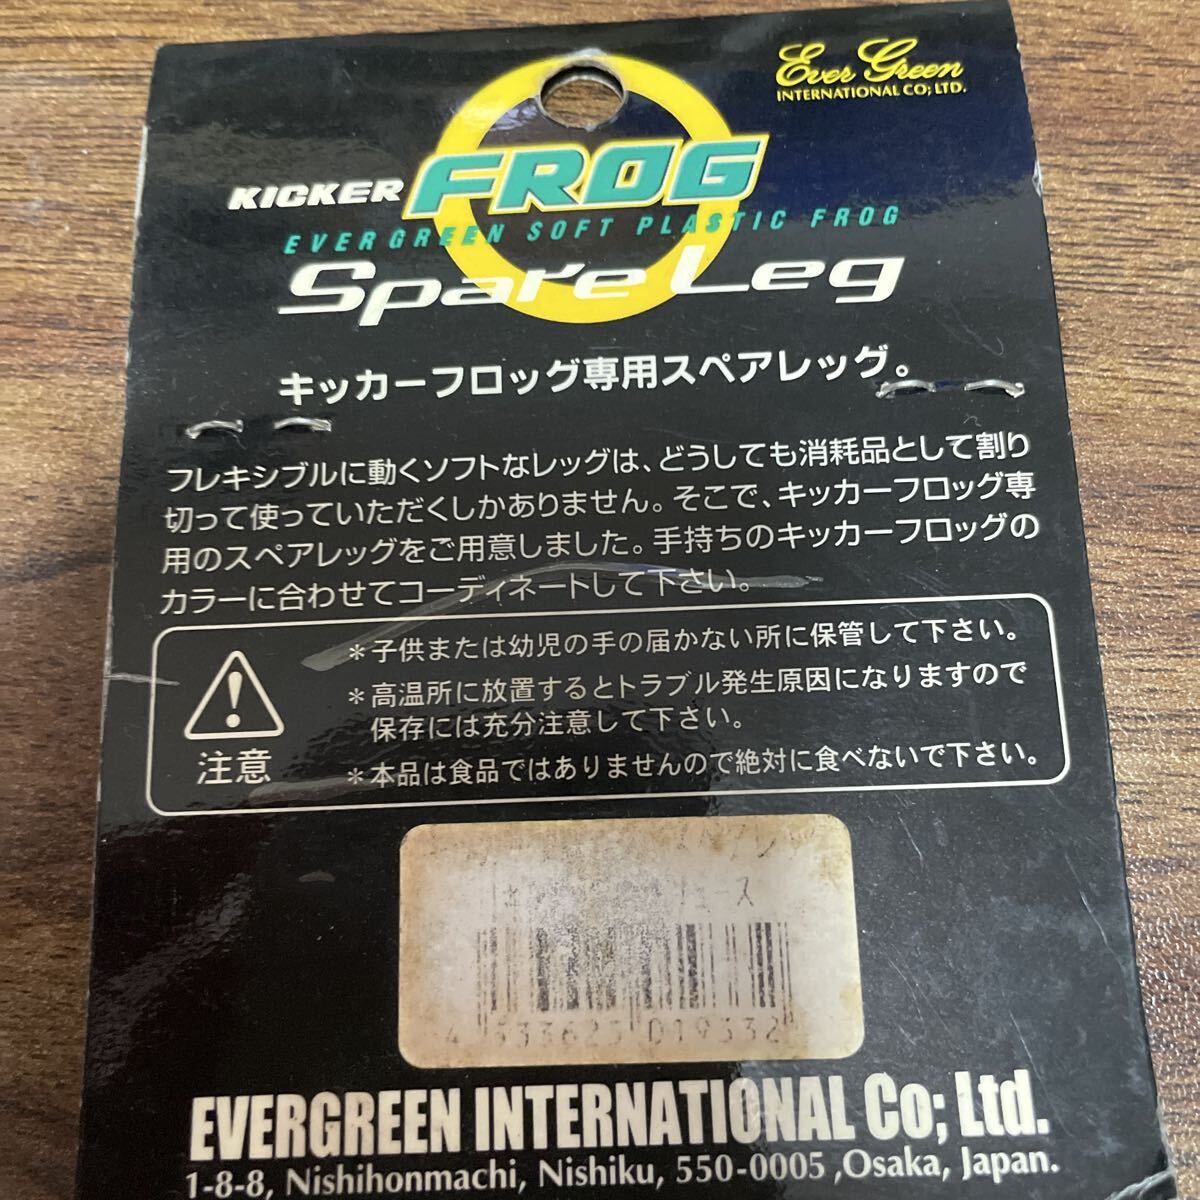 Ever Green
INTERNATIONAL CO; LTD.
KICKER FROG
EVERGREEN SOFT PLASTIC FROG
Spare Leg
キッカーフロッグ専用スペアレッグ。
フレキシブルに動くソフトなレッグは、どうしても消耗品として割り
切って使っていただくしかありません。そこで、キッカーフロッグ専
用のスペアレッグをご用意しました。手持ちのキッカーフロッグの
カラーに合わせてコーディネートして下さい。
注意
*子供または幼児の手の届かない所に保管して下さい。
*高温所に放置するとトラブル発生原因になりますので
保存には充分注意して下さい。
*本品は食品ではありませんので絶対に食べないで下さい。
4 533625 019332
EVERGREEN INTERNATIONAL Co; Ltd.
1-8-8, Nishihonmachi, Nishiku, 550-0005 ,Osaka, Japan.